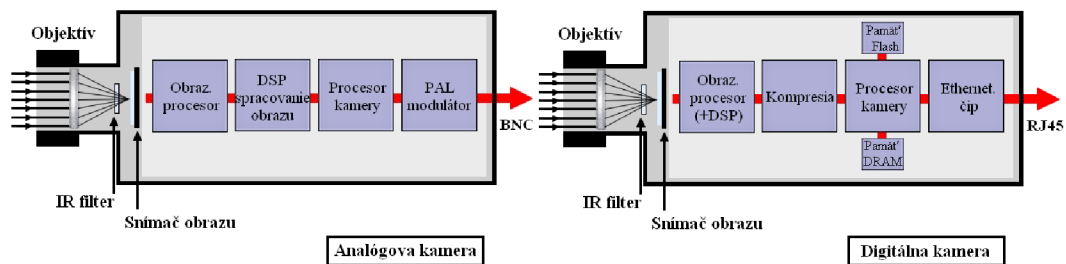 Objektív
Obraz.
procesor
DSP
spracovanie
obrazu
Procesor
kamery
PAL
modulátor
BNC
IR filter
Snímač obrazu
Analógova kamera
Objektív
Obraz.
procesor
(+DSP)
Kompresia
Pamäť
Flash
Procesor
kamery
Pamäť
DRAM
Ethernet.
čip
RJ45
IR filter
Snímač obrazu
Digitálna kamera